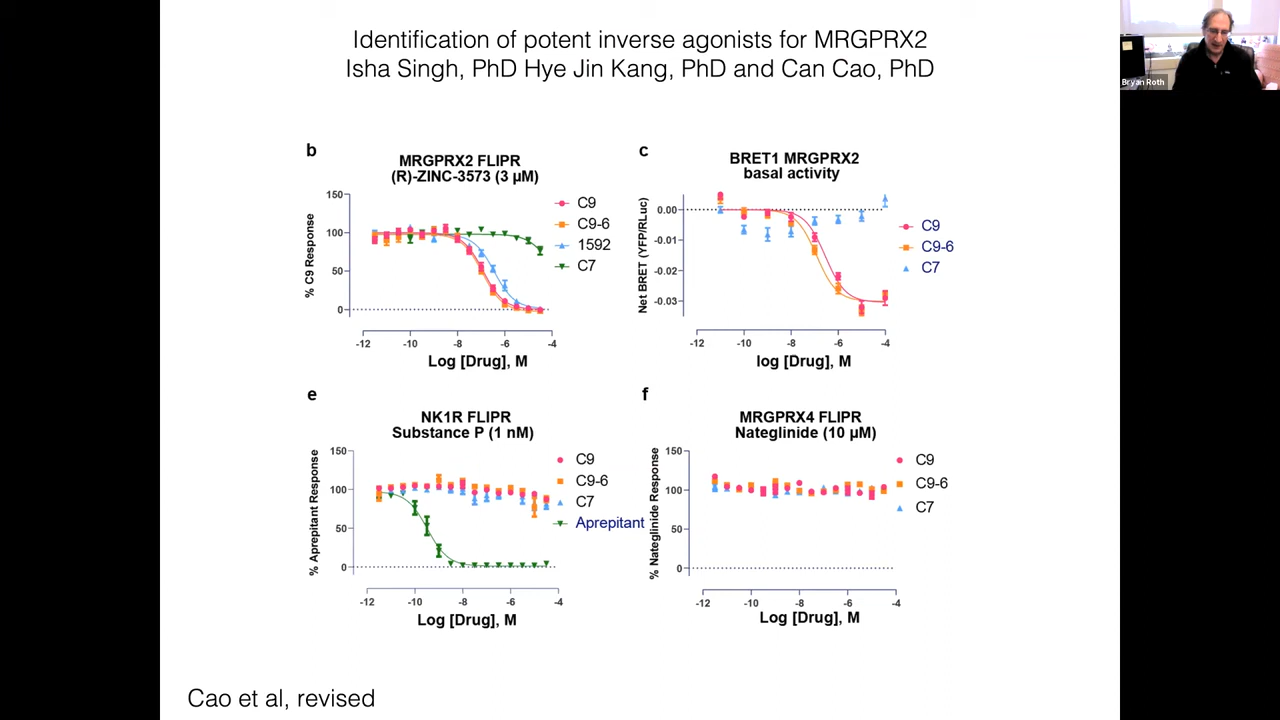 Identification of potent inverse agonists for MRGPRX2
Isha Singh, PhD Hye Jin Kang, PhD and Can Cao, PhD
Bryan Roth
b
MRGPRX2 FLIPR
(R)-ZINC-3573 (3 µM)
% C9 Response
150
100
50
0
-12
-10
-8
-6
-4
Log [Drug], M
C9
C9-6
1592
C7
c
BRET1 MRGPRX2
basal activity
Net BRET (YFP/RLuc)
0.00
-0.01
-0.02
-0.03
-12
-10
-8
-6
-4
log [Drug], M
C9
C9-6
C7
e
NK1R FLIPR
Substance P (1 nM)
% Aprepitant Response
150
100
50
0
-12
-10
-8
-6
-4
Log [Drug], M
C9
C9-6
C7
Aprepitant
f
MRGPRX4 FLIPR
Nateglinide (10 µM)
% Nateglinide Response
150
100
50
0
-12
-10
-8
-6
-4
Log [Drug], M
C9
C9-6
C7
Cao et al, revised